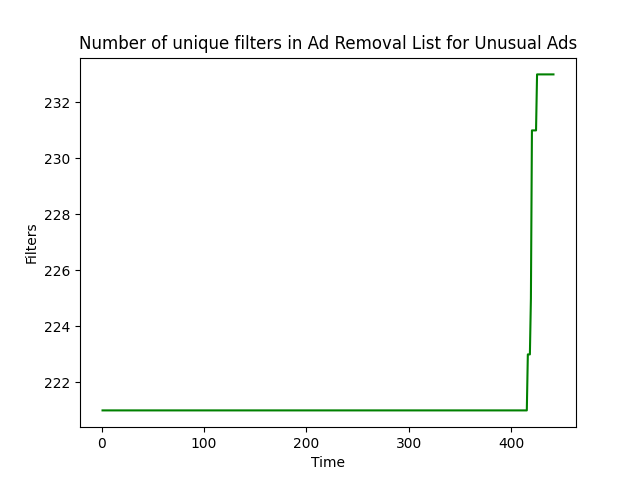 Number of unique filters in Ad Removal List for Unusual Ads
232
230
228
226
224
222
Filters
0 100 200 300 400
Time